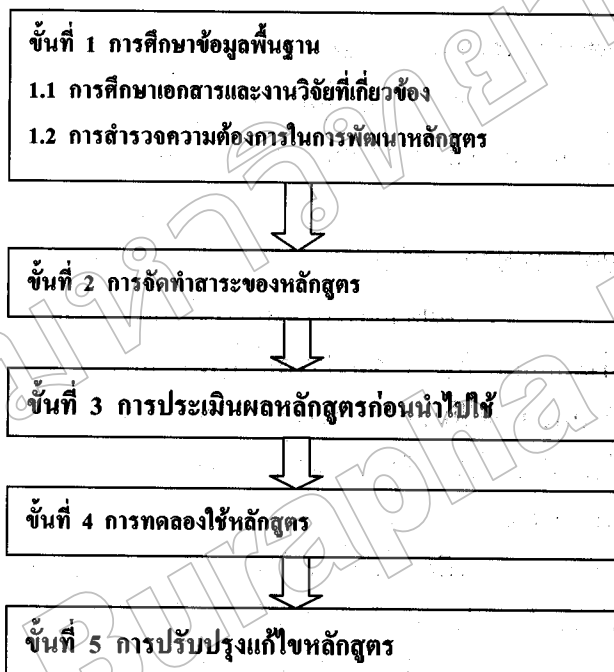 ขั้นที่ 1 การศึกษาข้อมูลพื้นฐาน
1.1 การศึกษาเอกสารและงานวิจัยที่เกี่ยวข้อง
1.2 การสำรวจความต้องการในการพัฒนาหลักสูตร
ขั้นที่ 2 การจัดทำสาระของหลักสูตร
ขั้นที่ 3 การประเมินผลหลักสูตรก่อนนำไปใช้
ขั้นที่ 4 การทดลองใช้หลักสูตร
ขั้นที่ 5 การปรับปรุงแก้ไขหลักสูตร
Burapha